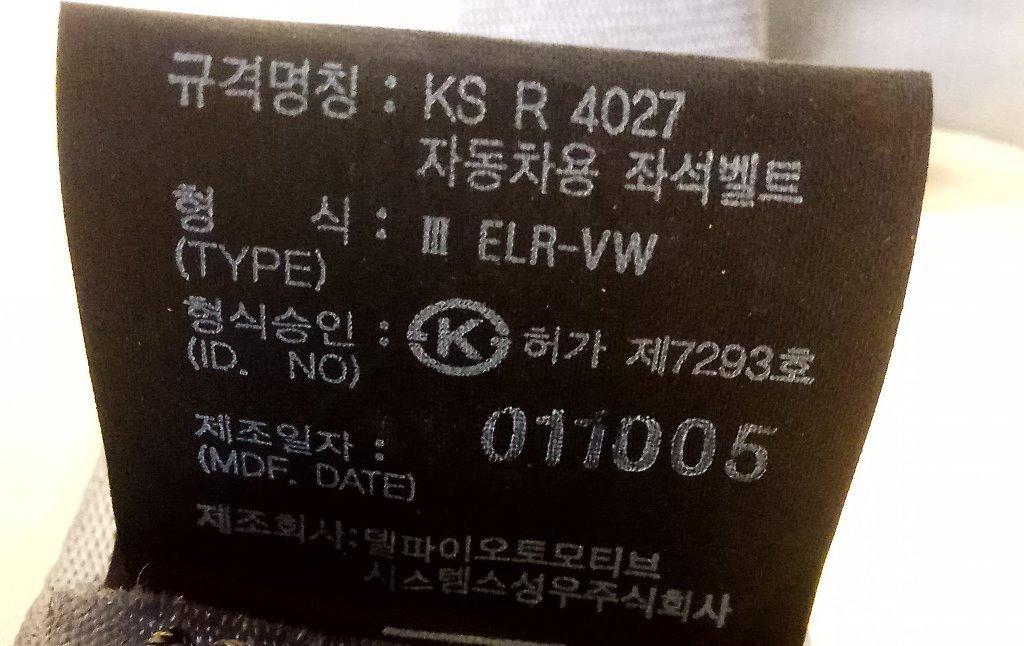 규격명칭 : KS R 4027
자동차용 좌석벨트
형 식 : Ⅲ ELR-VW
(TYPE)
형식승인 : K 허가 제7293호
(ID. NO)
제조일자 : 011005
(MDF. DATE)
제조회사:델파이오토모티브
시스템스성우주식회사